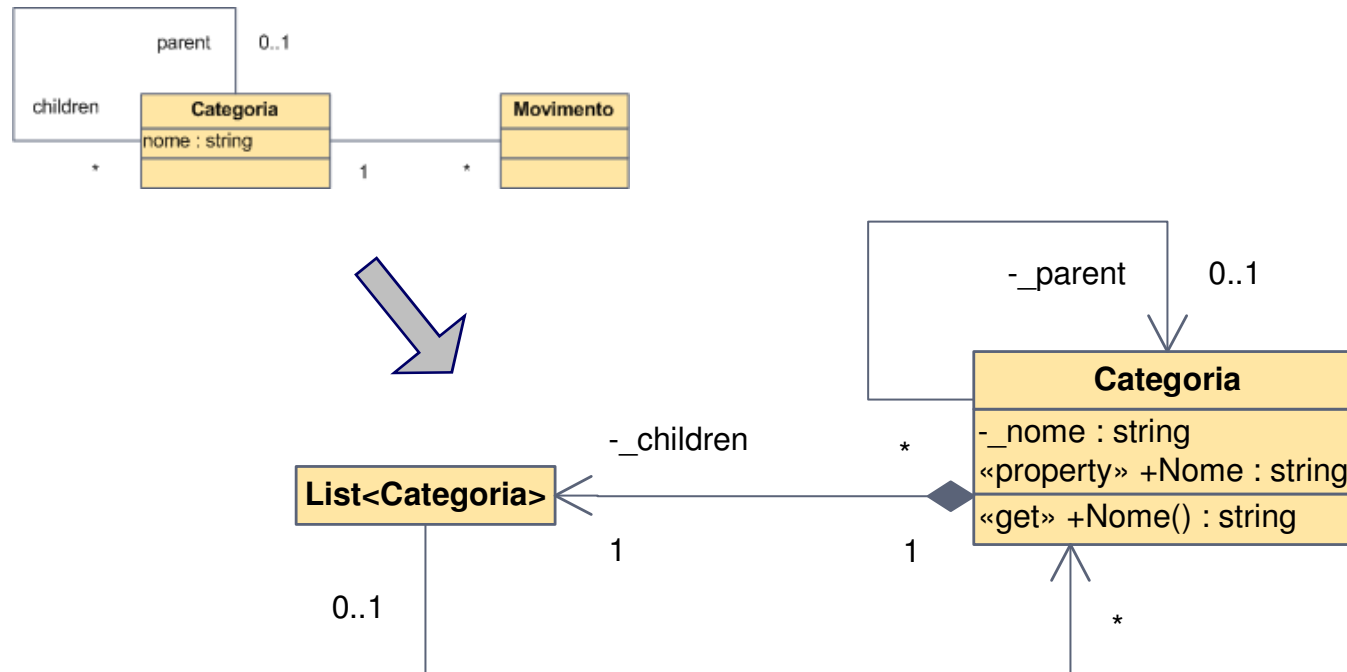 parent 0..1
children
Categoria
nome : string
*
1
*
Movimento
-_parent 0..1
Categoria
-_nome : string
«property» +Nome : string
«get» +Nome() : string
-_children *
List<Categoria>
1 1
0..1 *